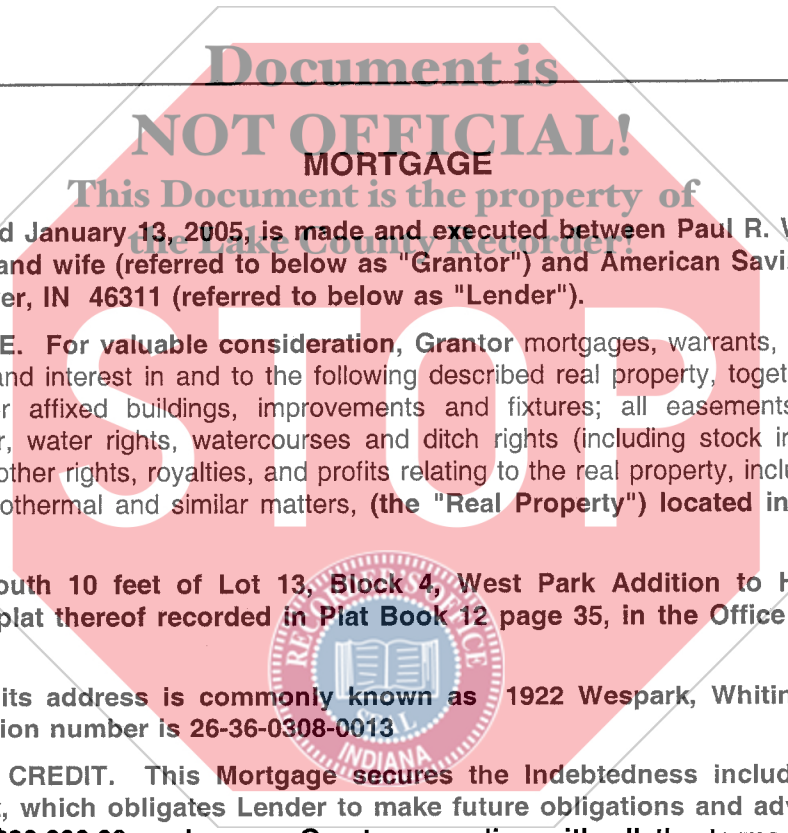 Document is
NOT OFFICIAL!
MORTGAGE
This Document is the property of
the Lake County Recorder!
d January 13, 2005, is made and executed between Paul R. W
and wife (referred to below as "Grantor") and American Savi
er, IN 46311 (referred to below as "Lender").
E. For valuable consideration, Grantor mortgages, warrants,
and interest in and to the following described real property, toget
r affixed buildings, improvements and fixtures; all easements
, water rights, watercourses and ditch rights (including stock in
other rights, royalties, and profits relating to the real property, inclu
othermal and similar matters, (the "Real Property") located in
STOP
outh 10 feet of Lot 13, Block 4, West Park Addition to H
plat thereof recorded in Plat Book 12 page 35, in the Office
its address is commonly known as 1922 Wespark, Whitin
ion number is 26-36-0308-0013
RECORDER'S OFFICE
SEAL
INDIANA
CREDIT. This Mortgage secures the Indebtedness includ
, which obligates Lender to make future obligations and adv